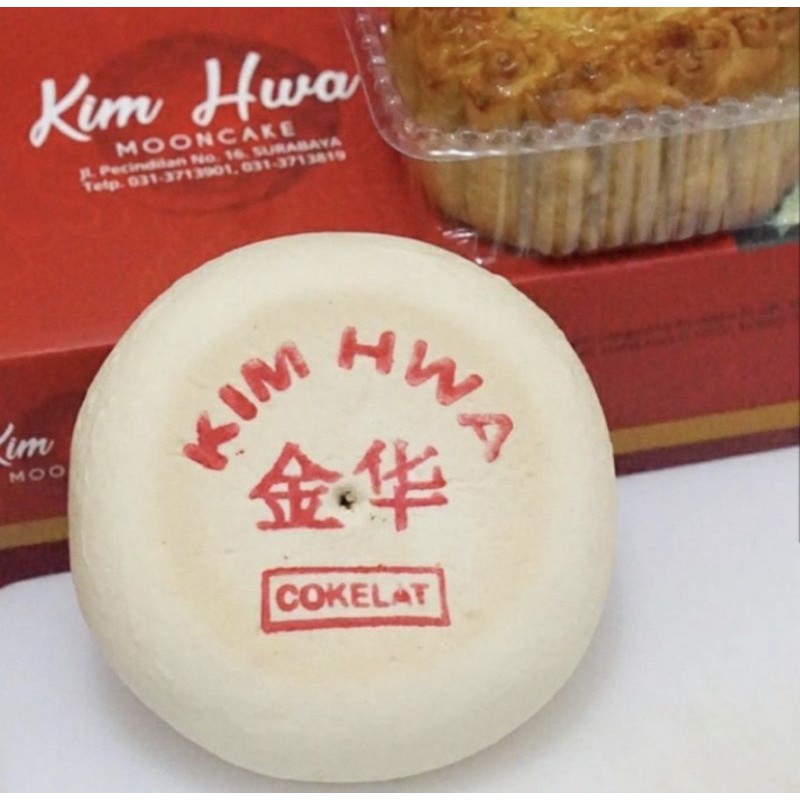 Kim Hwa
MOONCAKE
Jl. Pecindilan No. 16, SURABAYA
Telp. 031-3713901, 031-3713819
KIM HWA
金华
COKELAT
Kim
MOO